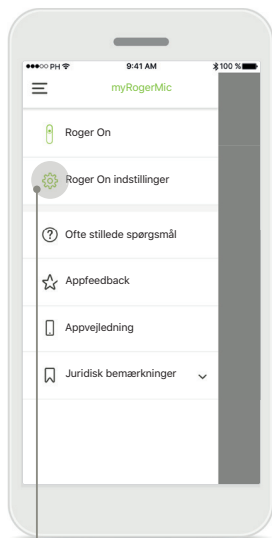 ●●●○○ PH 9:41 AM 100 %
myRogerMic
Roger On
Roger On indstillinger
Ofte stillede spørgsmål
Appfeedback
Appvejledning
Juridisk bemærkninger